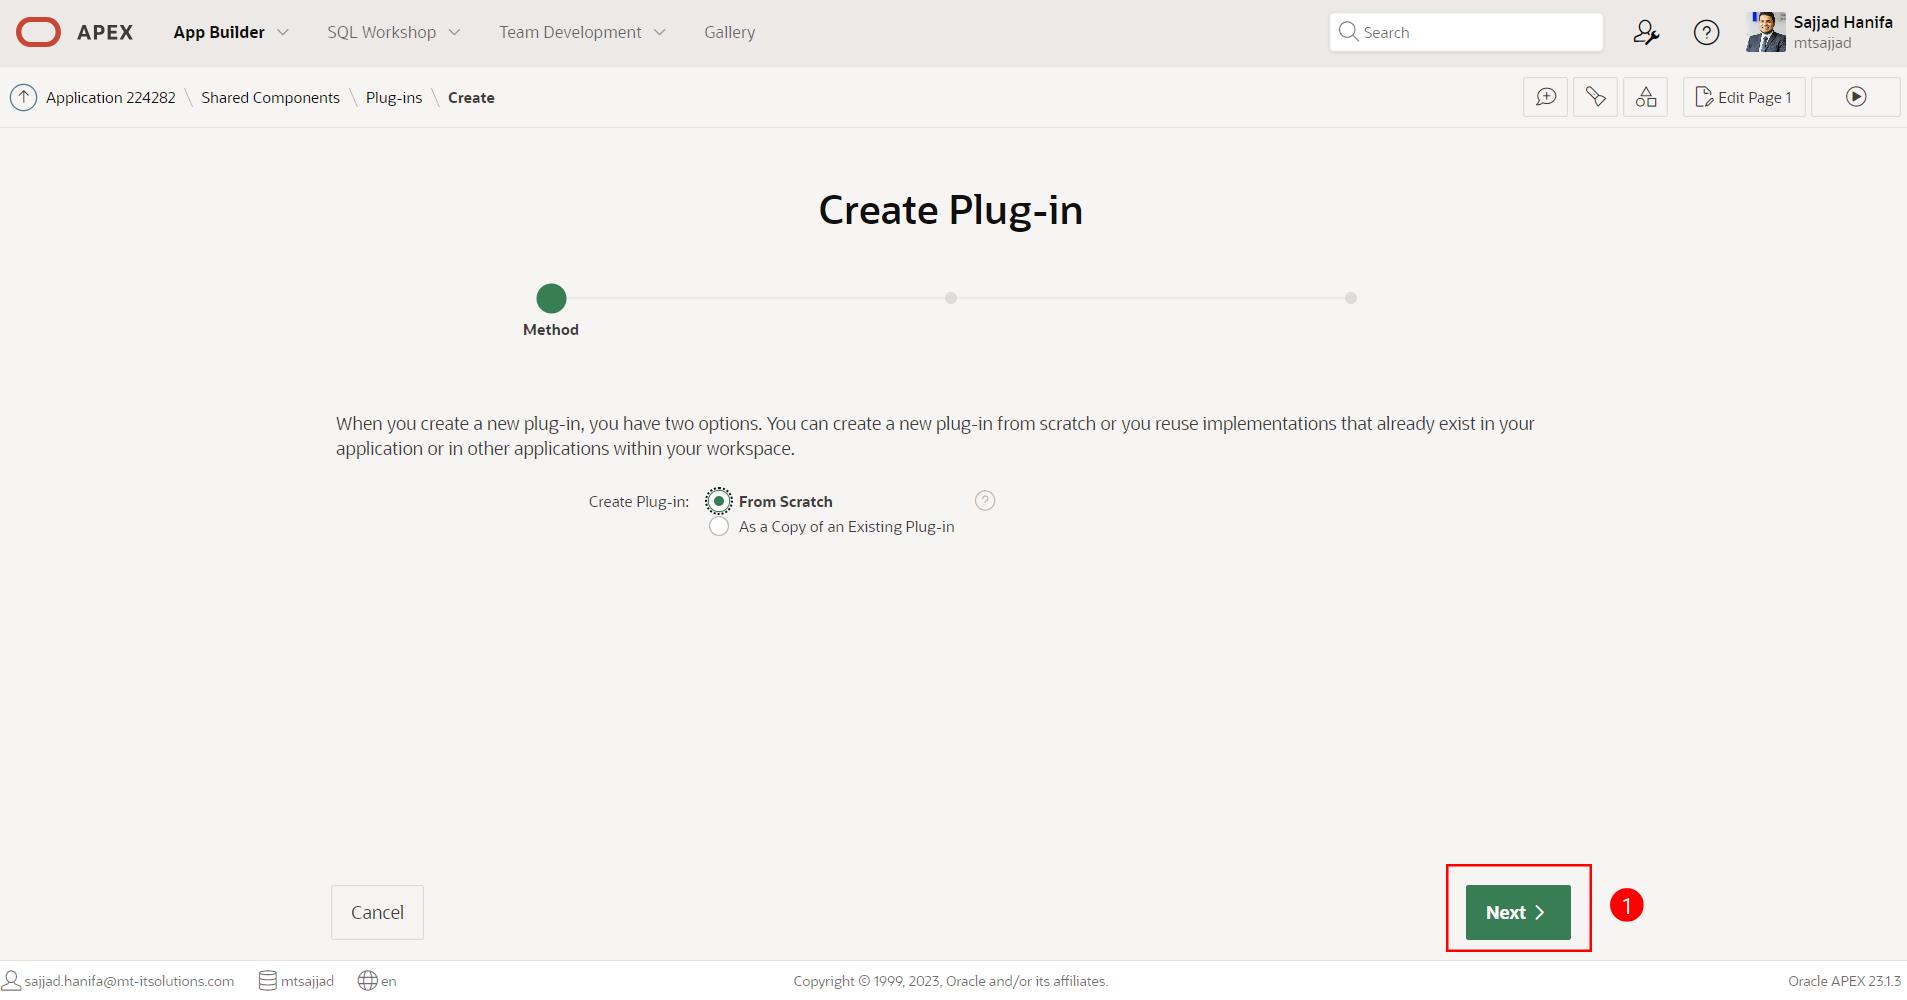 APEX App Builder SQL Workshop Team Development Gallery Search Sajjad Hanifa
mtsajjad
Application 224282 \ Shared Components \ Plug-ins \ Create Edit Page 1
Create Plug-in
Method
When you create a new plug-in, you have two options. You can create a new plug-in from scratch or you reuse implementations that already exist in your
application or in other applications within your workspace.
Create Plug-in: From Scratch ?
As a Copy of an Existing Plug-in
Cancel Next 1
sajjad.hanifa@mt-itsolutions.com mtsajjad en Copyright © 1999, 2023, Oracle and/or its affiliates. Oracle APEX 23.1.3